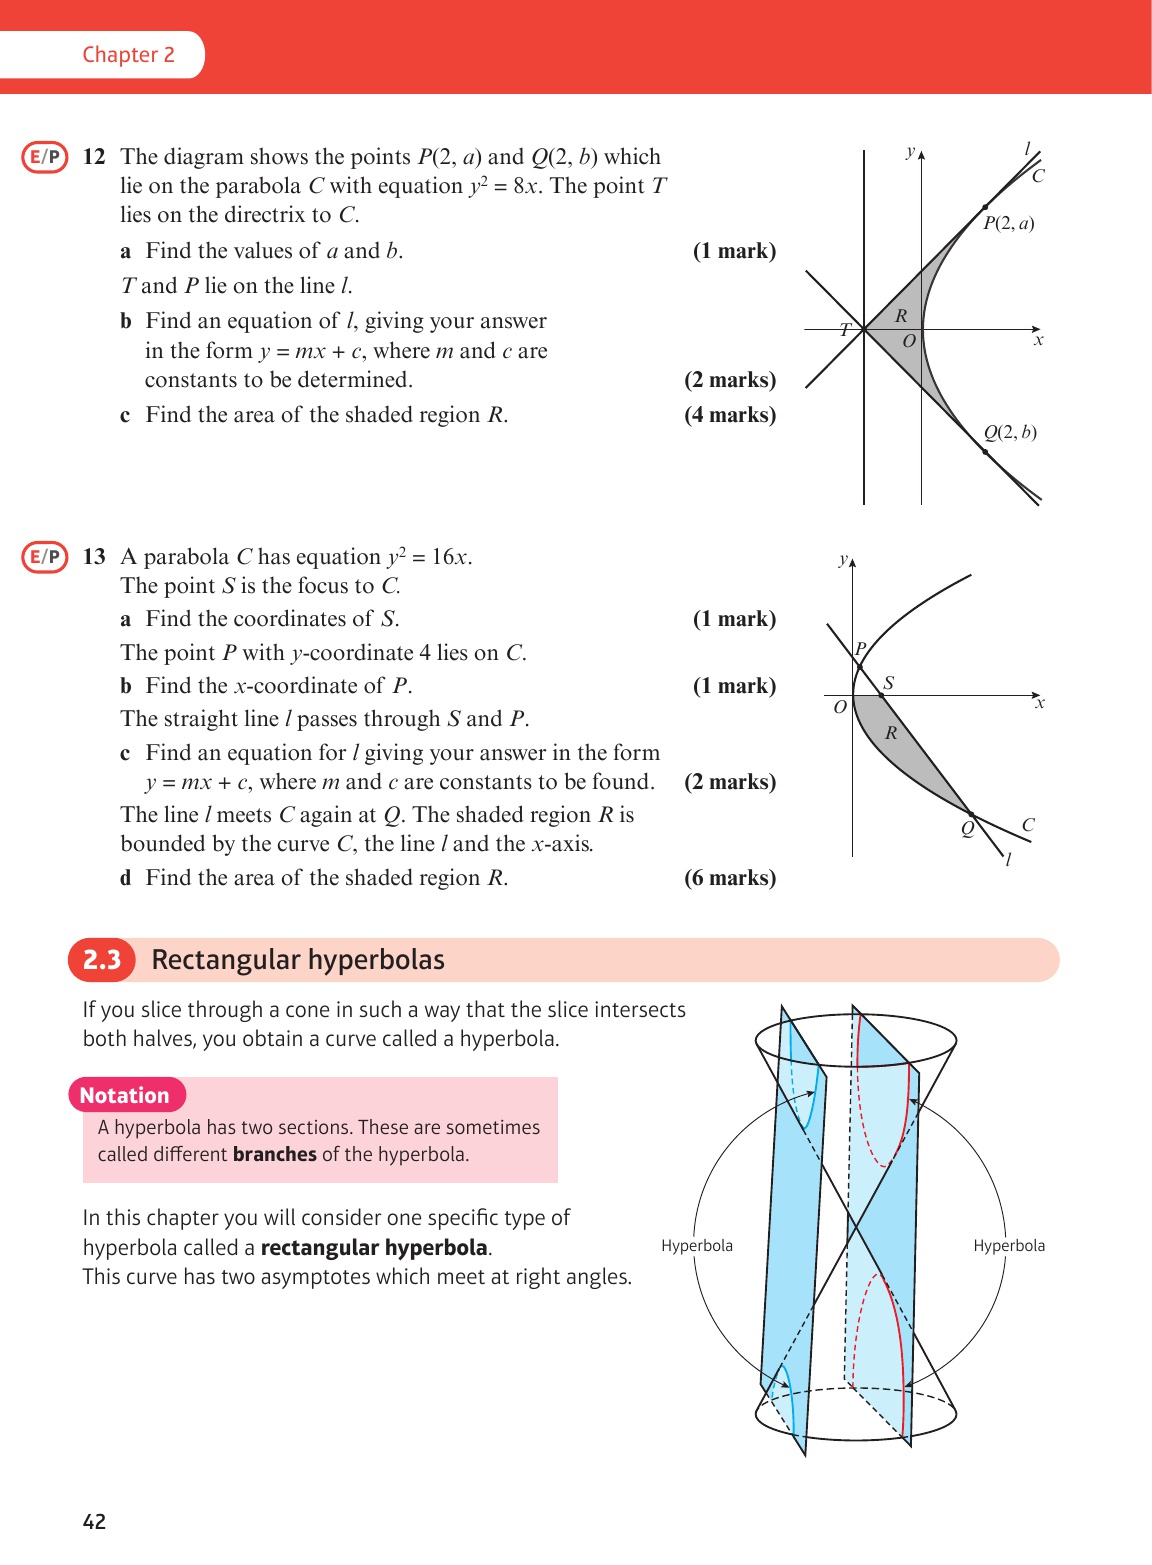 Chapter 2
E/P 12 The diagram shows the points P(2, a) and Q(2, b) which
lie on the parabola C with equation y² = 8x. The point T
lies on the directrix to C.
a Find the values of a and b. (1 mark)
T and P lie on the line l.
b Find an equation of l, giving your answer
in the form y = mx + c, where m and c are
constants to be determined. (2 marks)
c Find the area of the shaded region R. (4 marks)
y
l
C
P(2, a)
R
T
O
x
Q(2, b)
E/P 13 A parabola C has equation y² = 16x.
The point S is the focus to C.
a Find the coordinates of S. (1 mark)
The point P with y-coordinate 4 lies on C.
b Find the x-coordinate of P. (1 mark)
The straight line l passes through S and P.
c Find an equation for l giving your answer in the form
y = mx + c, where m and c are constants to be found. (2 marks)
The line l meets C again at Q. The shaded region R is
bounded by the curve C, the line l and the x-axis.
d Find the area of the shaded region R. (6 marks)
y
P
S
O
x
R
Q
C
l
2.3 Rectangular hyperbolas
If you slice through a cone in such a way that the slice intersects
both halves, you obtain a curve called a hyperbola.
Notation
A hyperbola has two sections. These are sometimes
called different branches of the hyperbola.
In this chapter you will consider one specific type of
hyperbola called a rectangular hyperbola.
This curve has two asymptotes which meet at right angles.
Hyperbola
Hyperbola
42